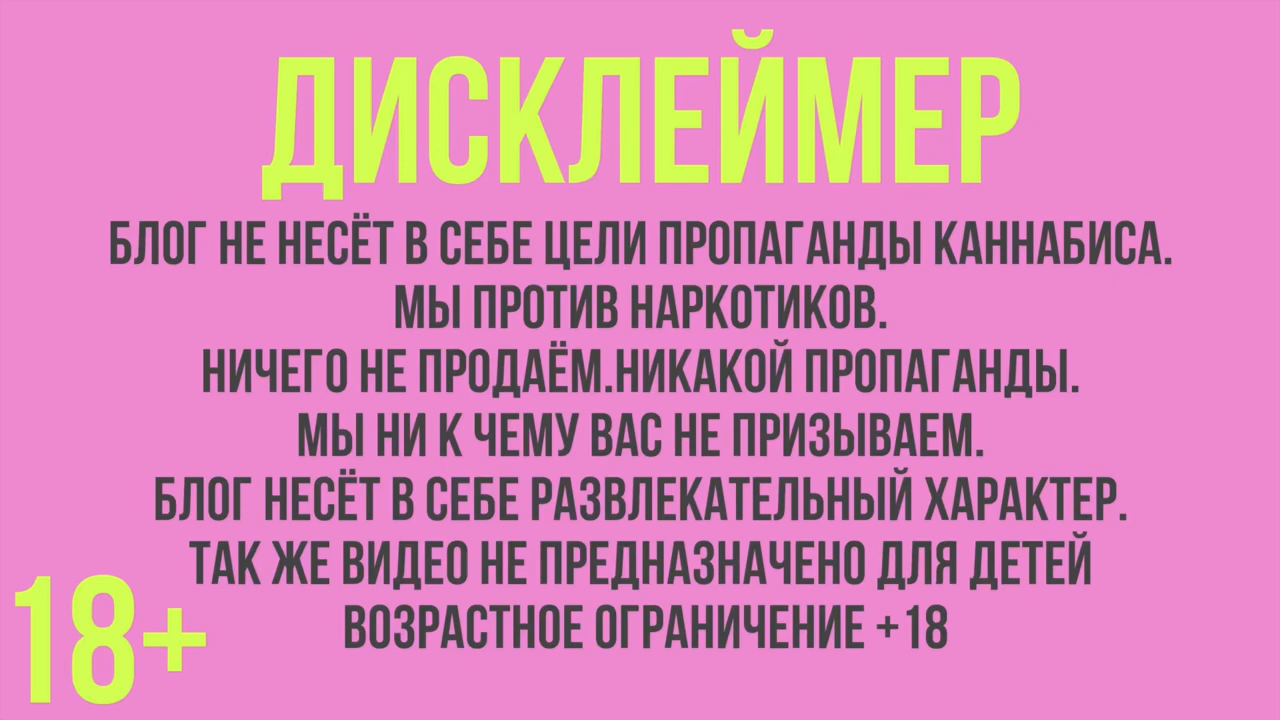 ДИСКЛЕЙМЕР
БЛОГ НЕ НЕСЁТ В СЕБЕ ЦЕЛИ ПРОПАГАНДЫ КАННАБИСА.
МЫ ПРОТИВ НАРКОТИКОВ.
НИЧЕГО НЕ ПРОДАЁМ.НИКАКОЙ ПРОПАГАНДЫ.
МЫ НИ К ЧЕМУ ВАС НЕ ПРИЗЫВАЕМ.
БЛОГ НЕСЁТ В СЕБЕ РАЗВЛЕКАТЕЛЬНЫЙ ХАРАКТЕР.
ТАК ЖЕ ВИДЕО НЕ ПРЕДНАЗНАЧЕНО ДЛЯ ДЕТЕЙ
ВОЗРАСТНОЕ ОГРАНИЧЕНИЕ +18
18+